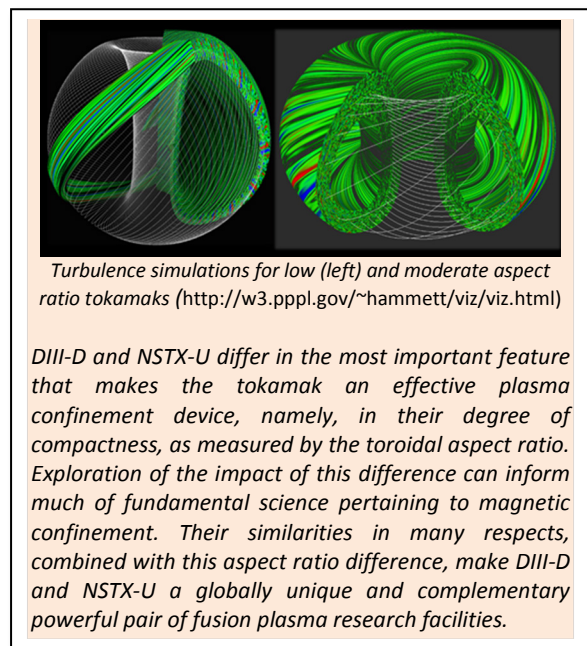 Turbulence simulations for low (left) and moderate aspect
ratio tokamaks (http://w3.pppl.gov/~hammett/viz/viz.html)
DIII-D and NSTX-U differ in the most important feature
that makes the tokamak an effective plasma
confinement device, namely, in their degree of
compactness, as measured by the toroidal aspect ratio.
Exploration of the impact of this difference can inform
much of fundamental science pertaining to magnetic
confinement. Their similarities in many respects,
combined with this aspect ratio difference, make DIII-D
and NSTX-U a globally unique and complementary
powerful pair of fusion plasma research facilities.